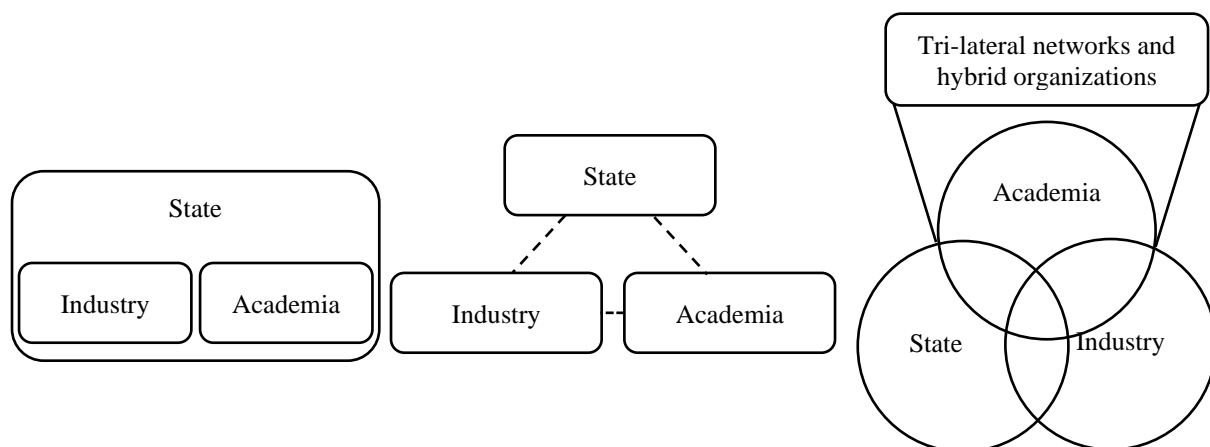 State
Industry
Academia
State
Industry
Academia
Tri-lateral networks and
hybrid organizations
Academia
State
Industry